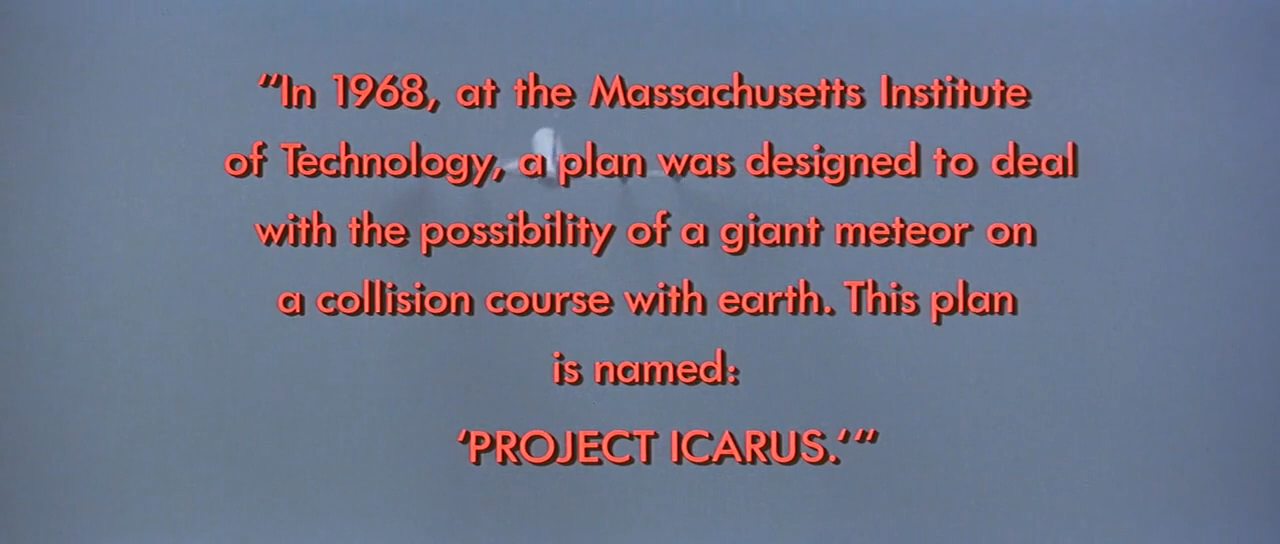 “In 1968, at the Massachusetts Institute
of Technology, a plan was designed to deal
with the possibility of a giant meteor on
a collision course with earth. This plan
is named:
‘PROJECT ICARUS.‘”